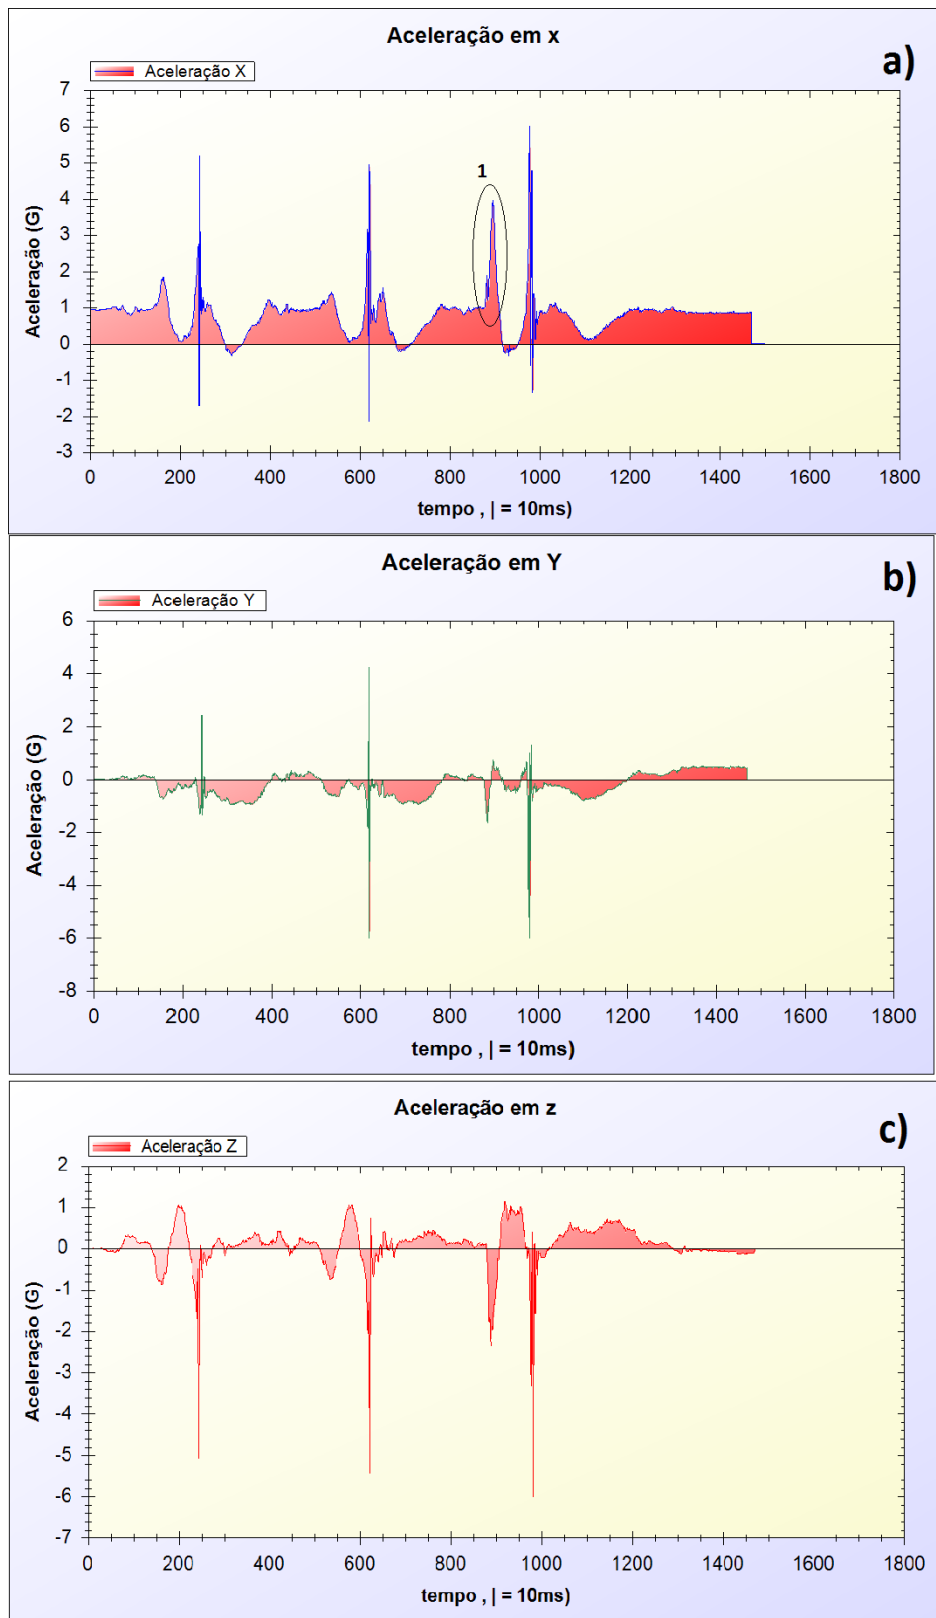 Aceleração em x
a)
Aceleração X
7
6
5
4
3
2
1
0
-1
-2
-3
1
Aceleração (G)
0 200 400 600 800 1000 1200 1400 1600 1800
tempo , | = 10ms)
Aceleração em Y
b)
Aceleração Y
6
4
2
0
-2
-4
-6
-8
Aceleração (G)
0 200 400 600 800 1000 1200 1400 1600 1800
tempo , | = 10ms)
Aceleração em z
c)
Aceleração Z
2
1
0
-1
-2
-3
-4
-5
-6
-7
Aceleração (G)
0 200 400 600 800 1000 1200 1400 1600 1800
tempo , | = 10ms)